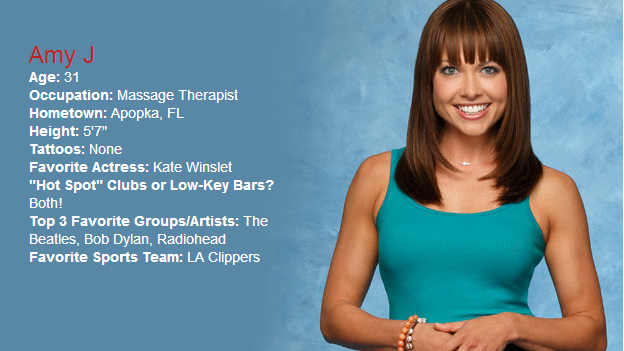 Amy J
Age: 31
Occupation: Massage Therapist
Hometown: Apopka, FL
Height: 5'7"
Tattoos: None
Favorite Actress: Kate Winslet
"Hot Spot" Clubs or Low-Key Bars?
Both!
Top 3 Favorite Groups/Artists: The
Beatles, Bob Dylan, Radiohead
Favorite Sports Team: LA Clippers